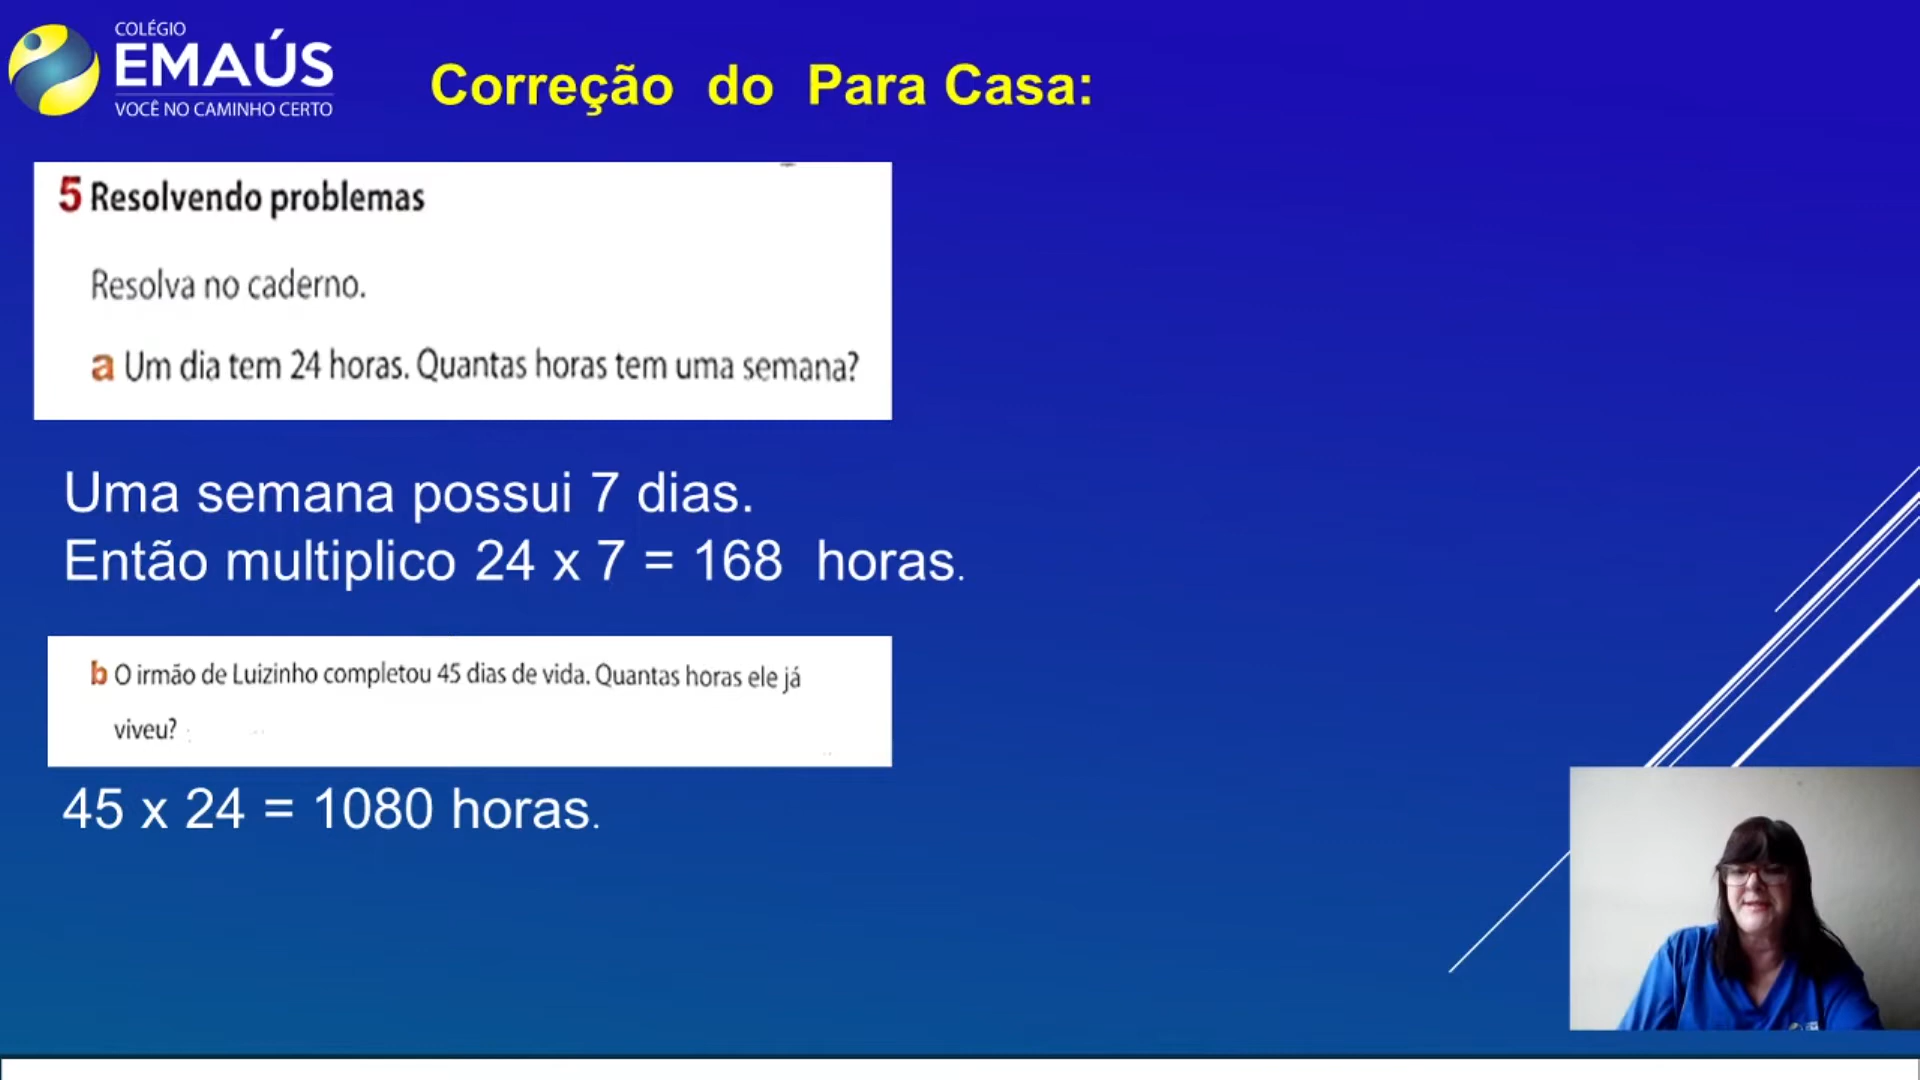 COLÉGIO
EMAÚS
VOCÊ NO CAMINHO CERTO
Correção do Para Casa:
5 Resolvendo problemas
Resolva no caderno.
a Um dia tem 24 horas. Quantas horas tem uma semana?
Uma semana possui 7 dias.
Então multiplico 24 x 7 = 168 horas.
b O irmão de Luizinho completou 45 dias de vida. Quantas horas ele já
viveu?
45 x 24 = 1080 horas.